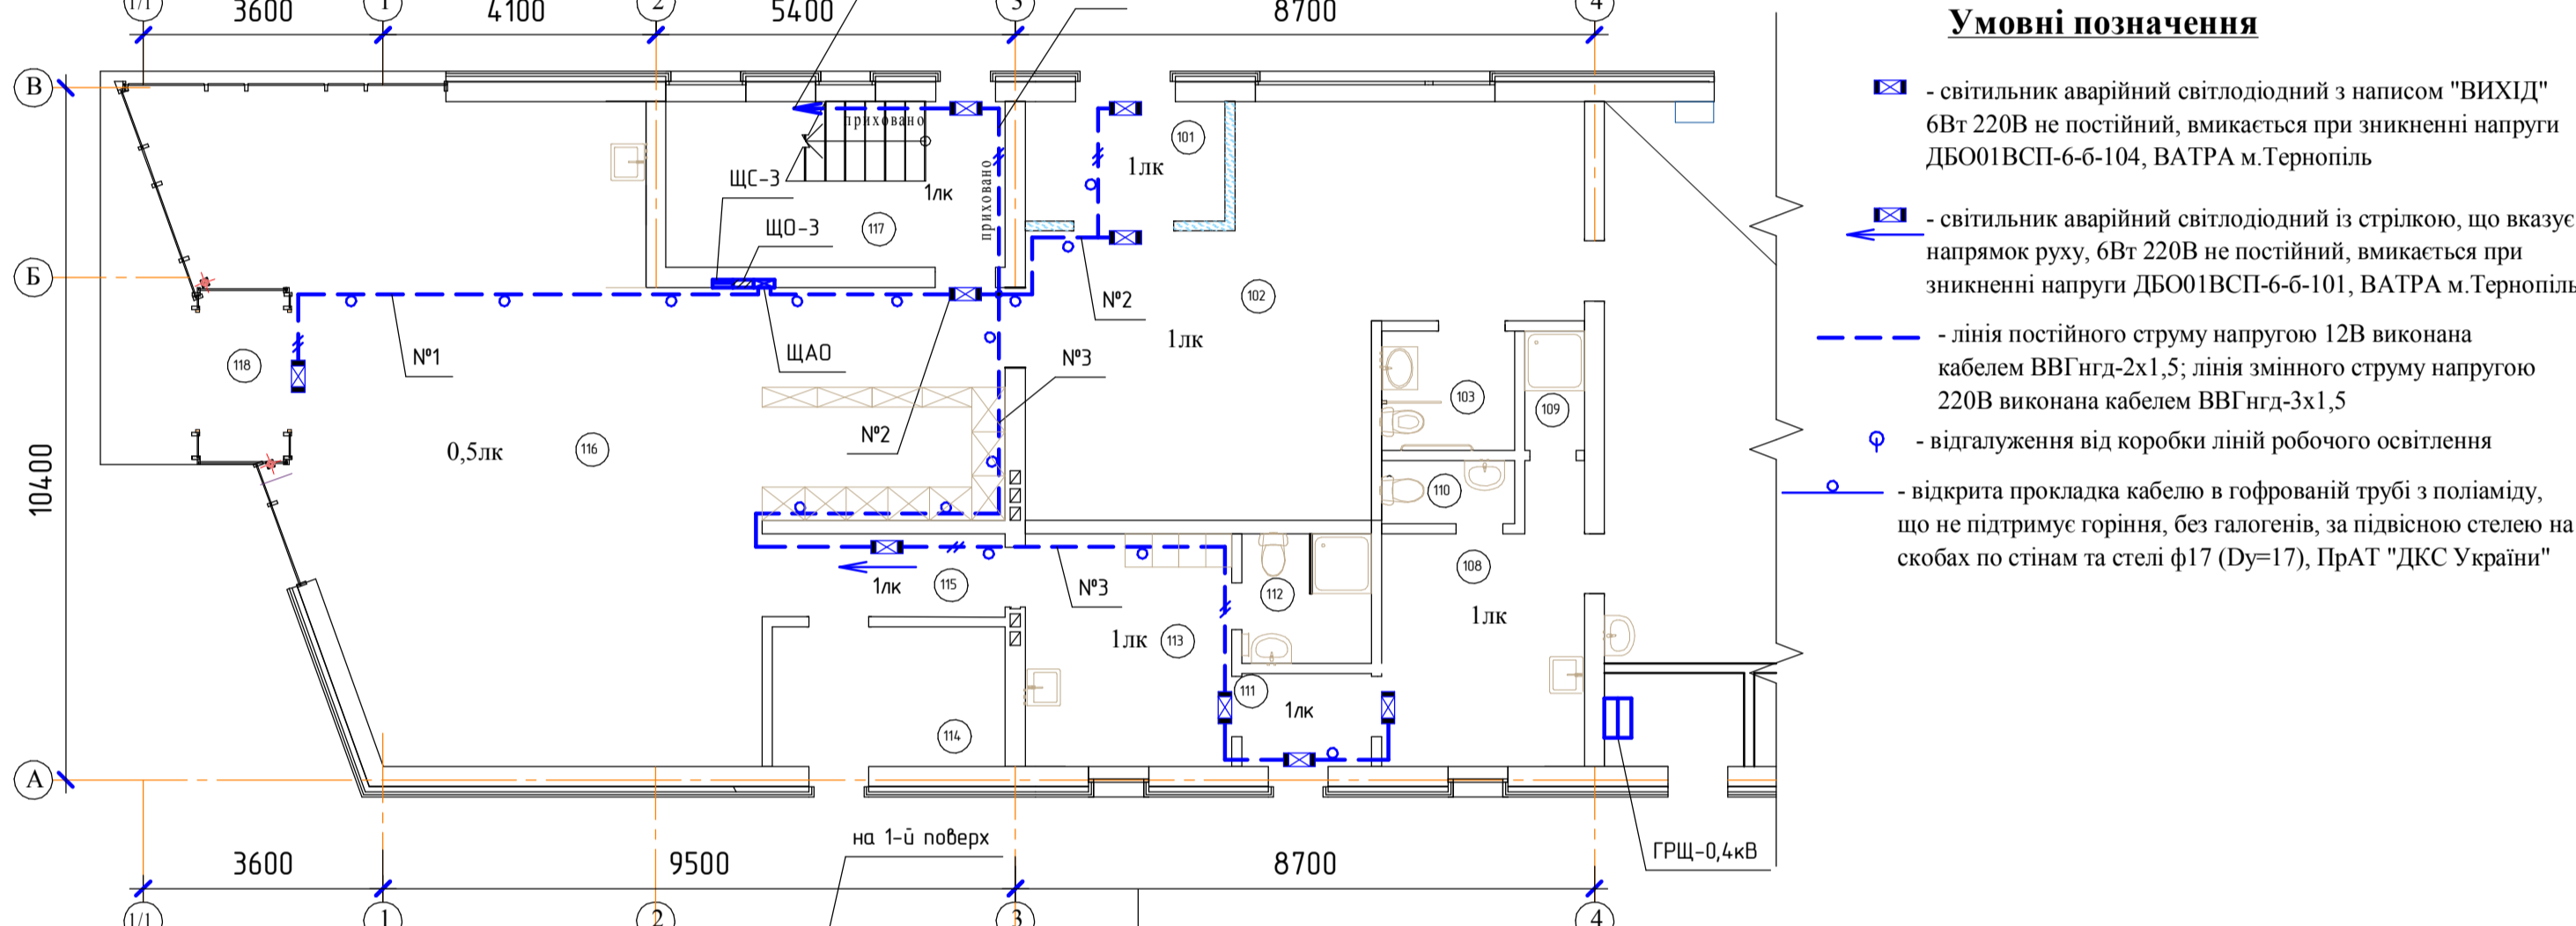 1/1
3600
1
4100
2
5400
3
8700
4
Умовні позначення
В
- світильник аварійний світлодіодний з написом "ВИХІД"
6Вт 220В не постійний, вмикається при зникненні напруги
ДБО01ВСП-6-б-104, ВАТРА м.Тернопіль
приховано
приховано
101
1лк
ЩС-3
1лк
ЩО-3
117
- світильник аварійний світлодіодний із стрілкою, що вказує
напрямок руху, 6Вт 220В не постійний, вмикається при
зникненні напруги ДБО01ВСП-6-б-101, ВАТРА м.Тернопіль
Б
№2
102
1лк
- лінія постійного струму напругою 12В виконана
кабелем ВВГнгд-2х1,5; лінія змінного струму напругою
220В виконана кабелем ВВГнгд-3х1,5
118
№1
ЩАО
№3
103
109
№2
- відгалуження від коробки ліній робочого освітлення
10400
0,5лк
116
110
- відкрита прокладка кабелю в гофрованій трубі з поліаміду,
що не підтримує горіння, без галогенів, за підвісною стелею на
скобах по стінам та стелі ф17 (Dy=17), ПрАТ "ДКС України"
1лк
115
№3
112
108
1лк
1лк
113
111
1лк
114
А
на 1-й поверх
ГРЩ-0,4кВ
3600
9500
8700
1/1
1
2
3
4